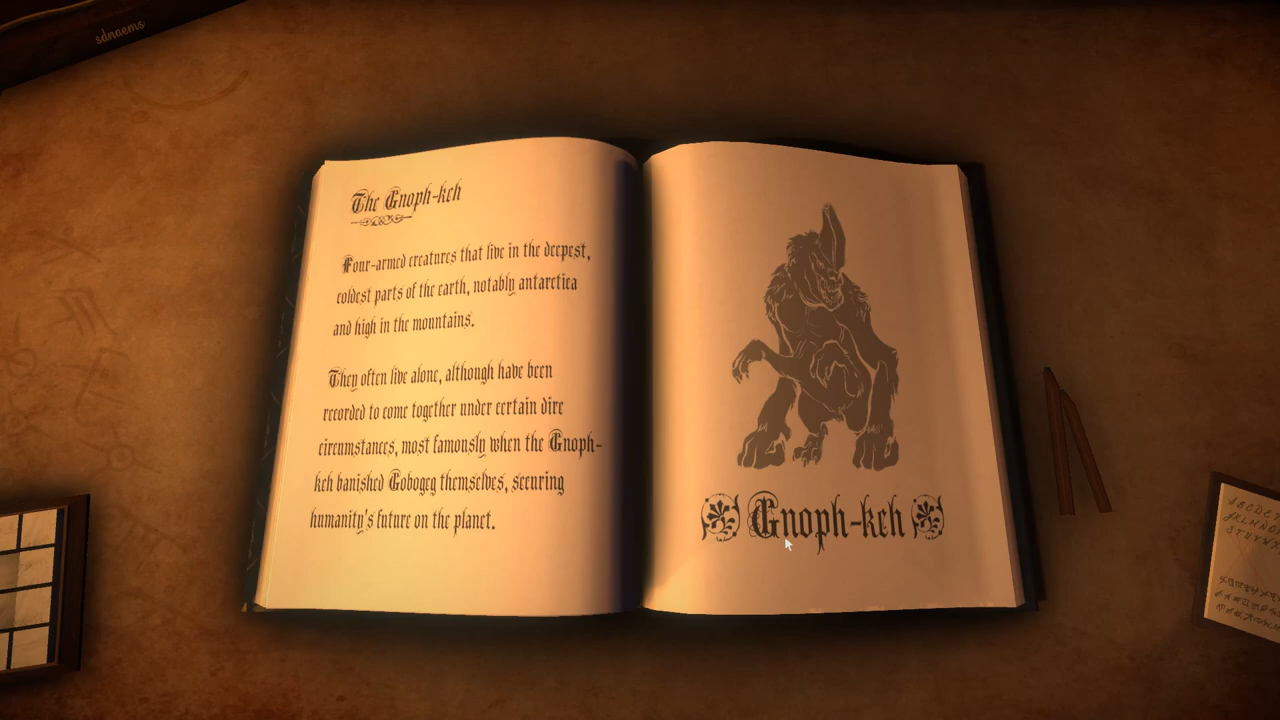 sdnaems
The Gnoph-keh
Four-armed creatures that live in the deepest,
coldest parts of the earth, notably antarctica
and high in the mountains.
They often live alone, although have been
recorded to come together under certain dire
circumstances, most famously when the Gnoph-
keh banished Gobogeg themselves, securing
humanity's future on the planet.
Gnoph-keh